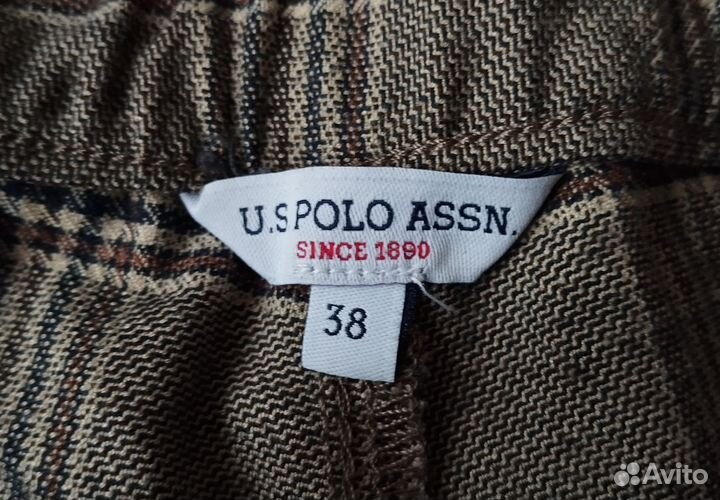 U.S POLO ASSN.
SINCE 1890
38
Avito